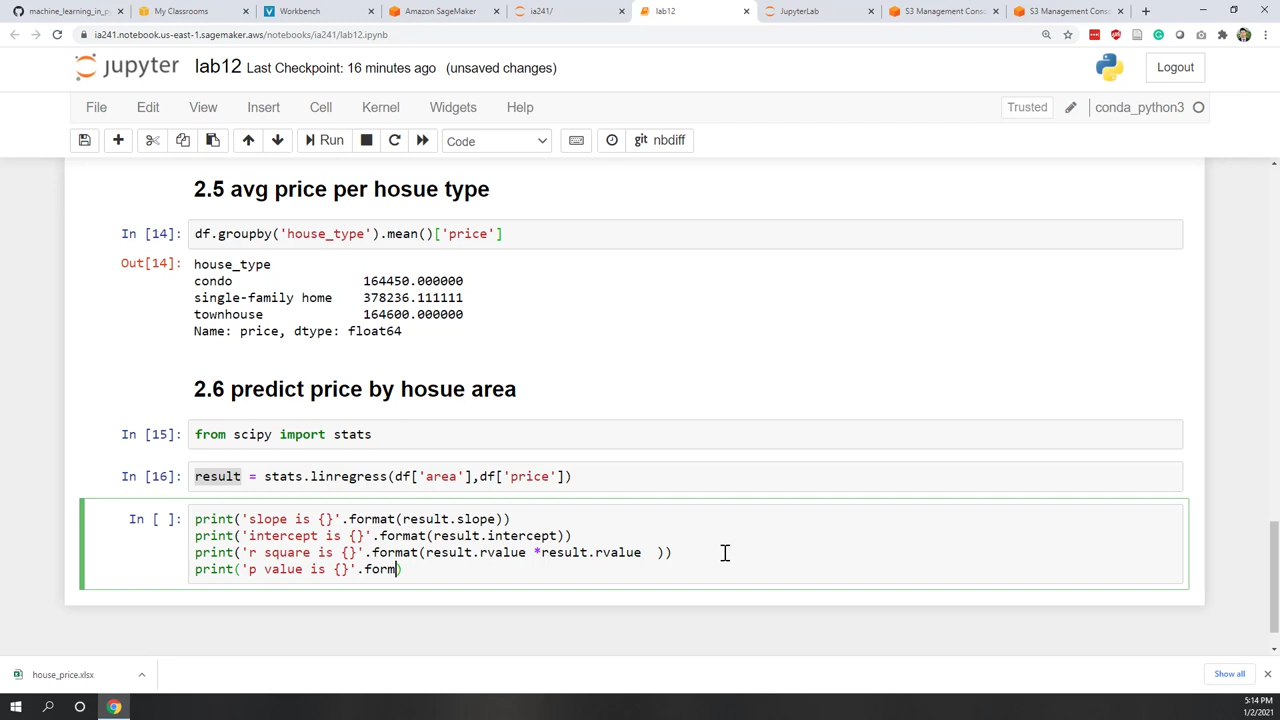 machine_learning_in_p
My Classrooms
Workbench
Amazon SageMaker
ia241/
lab12
JupyterLab
S3 Management Cons
S3 Management Cons
ia241.notebook.us-east-1.sagemaker.aws/notebooks/ia241/lab12.ipynb
jupyter lab12 Last Checkpoint: 16 minutes ago (unsaved changes)
Logout
File Edit View Insert Cell Kernel Widgets Help
Trusted
conda_python3
Run
Code
git nbdiff
2.5 avg price per hosue type
In [14]: df.groupby('house_type').mean()['price']
Out[14]: house_type
condo 164450.000000
single-family home 378236.111111
townhouse 164600.000000
Name: price, dtype: float64
2.6 predict price by hosue area
In [15]: from scipy import stats
In [16]: result = stats.linregress(df['area'],df['price'])
In [ ]: print('slope is {}'.format(result.slope))
print('intercept is {}'.format(result.intercept))
print('r square is {}'.format(result.rvalue *result.rvalue  ))
print('p value is {}'.form)
house_price.xlsx
Show all
5:14 PM
1/2/2021